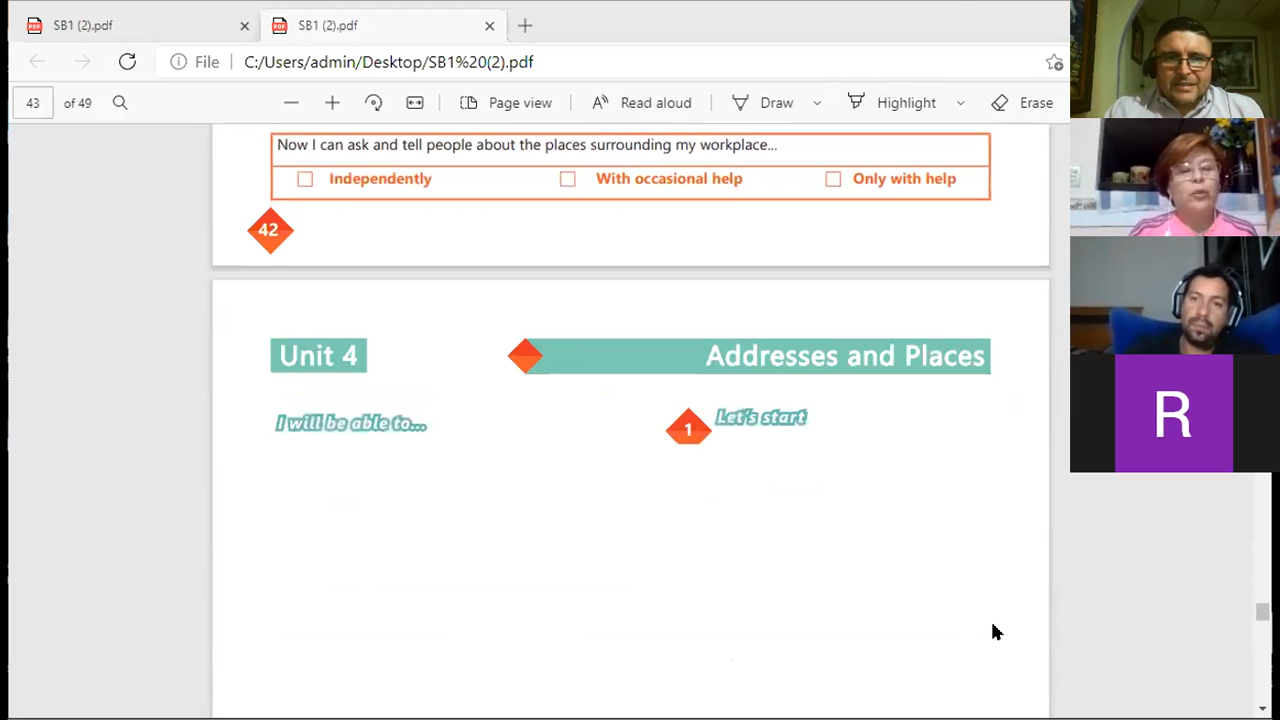 SB1 (2).pdf
SB1 (2).pdf
File C:/Users/admin/Desktop/SB1%20(2).pdf
43 of 49 Page view Read aloud Draw Highlight Erase
Now I can ask and tell people about the places surrounding my workplace...
Independently With occasional help Only with help
42
Unit 4 Addresses and Places
I will be able to... 1 Let's start
R